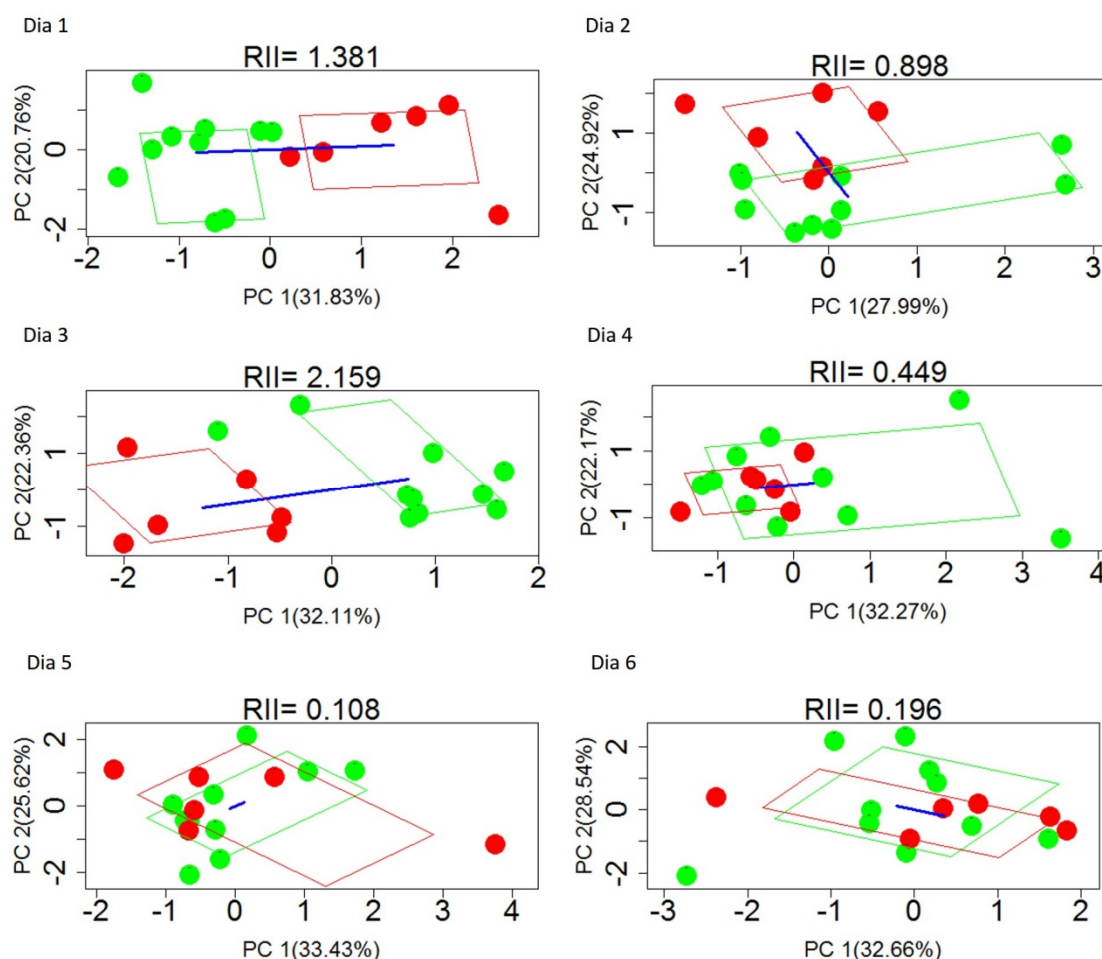 Dia 1
RII= 1.381
PC 2(20.76%)
0
-2
-2 -1 0 1 2
PC 1(31.83%)
Dia 2
RII= 0.898
PC 2(24.92%)
1
-1
-1 0 1 2 3
PC 1(27.99%)
Dia 3
RII= 2.159
PC 2(22.36%)
1
-1
-2 -1 0 1 2
PC 1(32.11%)
Dia 4
RII= 0.449
PC 2(22.17%)
1
-1
-1 0 1 2 3 4
PC 1(32.27%)
Dia 5
RII= 0.108
PC 2(25.62%)
2
0
-2
-2 -1 0 1 2 3 4
PC 1(33.43%)
Dia 6
RII= 0.196
PC 2(28.54%)
2
0
-2
-3 -2 -1 0 1 2
PC 1(32.66%)